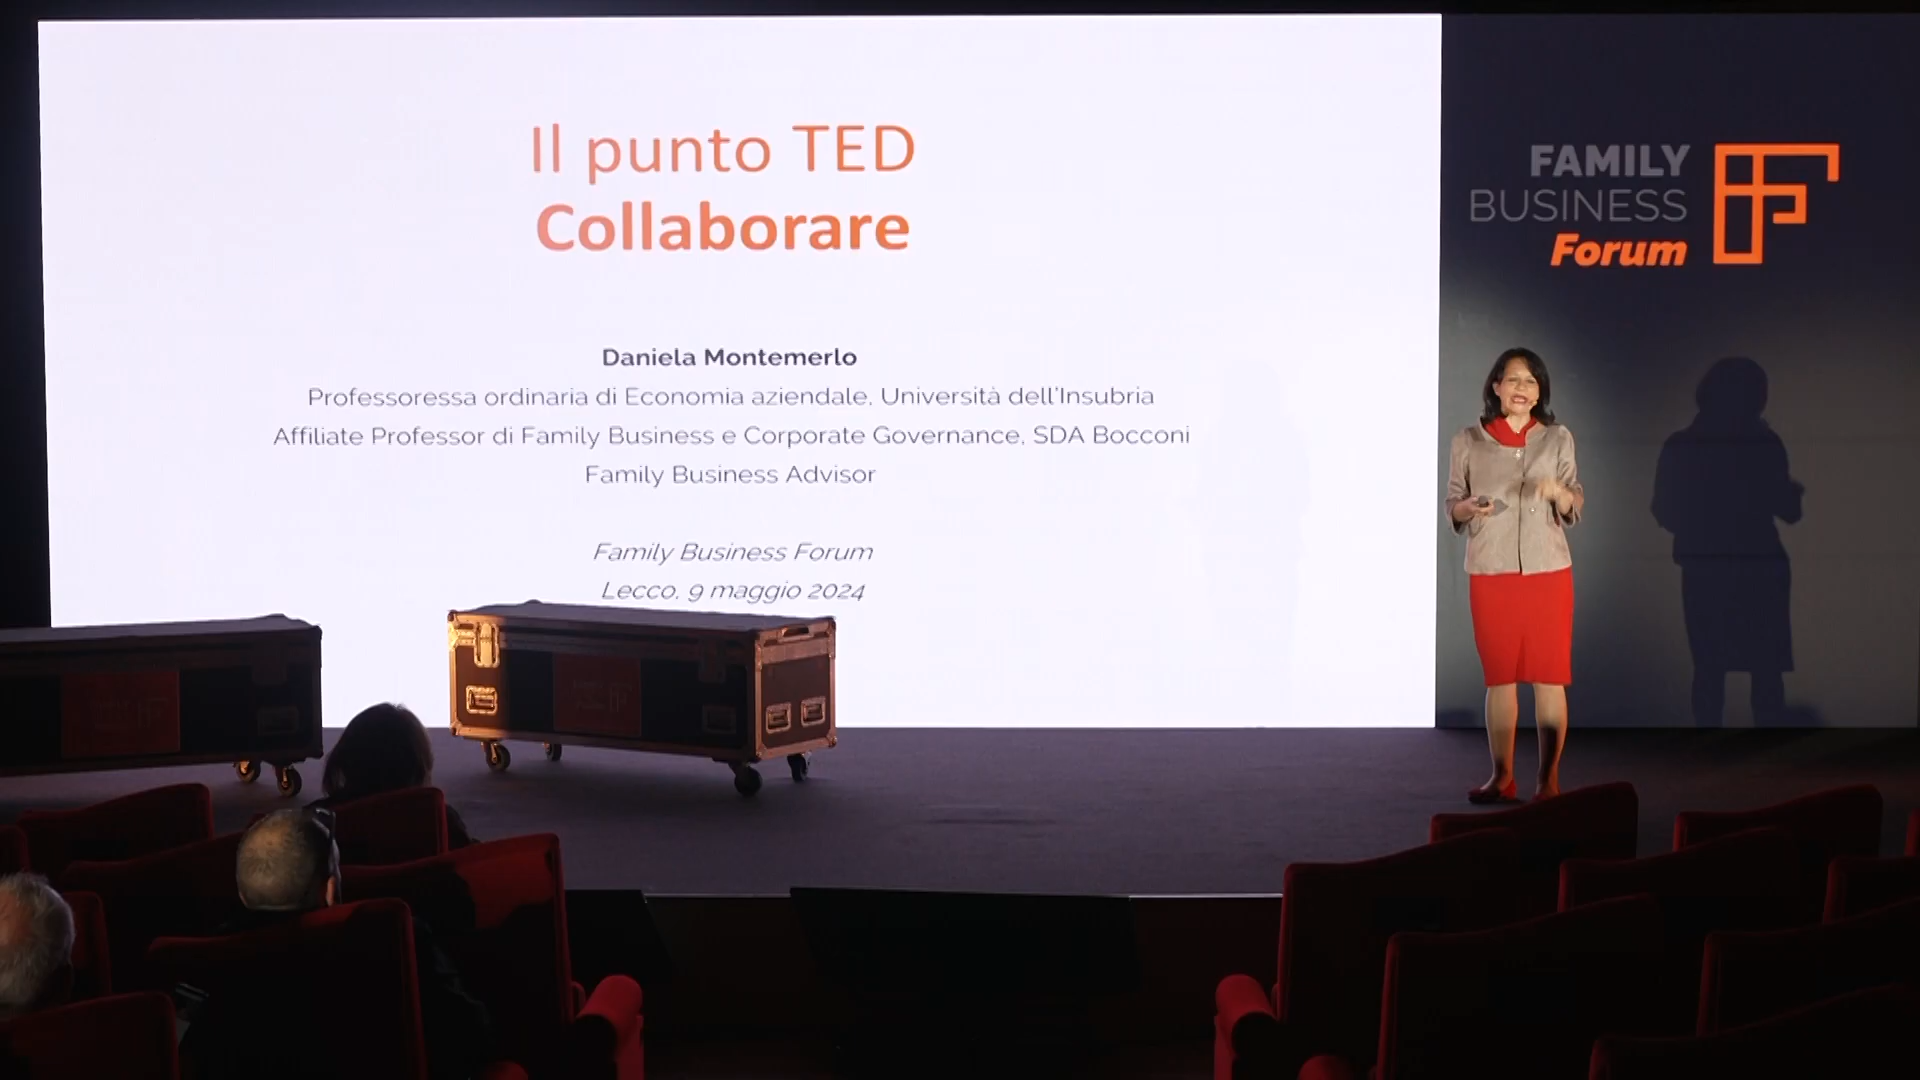 Il punto TED
Collaborare
Daniela Montemerlo
Professoressa ordinaria di Economia aziendale, Università dell'Insubria
Affiliate Professor di Family Business e Corporate Governance, SDA Bocconi
Family Business Advisor
Family Business Forum
Lecco, 9 maggio 2024
FAMILY
BUSINESS
Forum